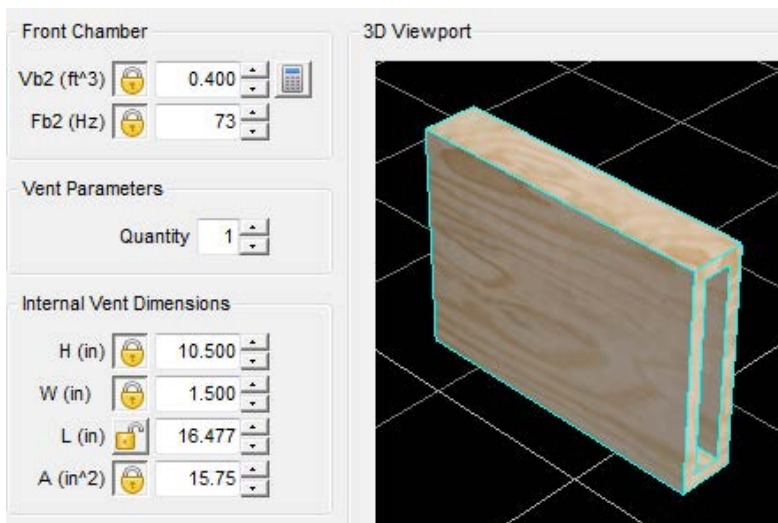 Front Chamber
Vb2 (ft^3) 0.400
Fb2 (Hz) 73
Vent Parameters
Quantity 1
Internal Vent Dimensions
H (in) 10.500
W (in) 1.500
L (in) 16.477
A (in^2) 15.75
3D Viewport